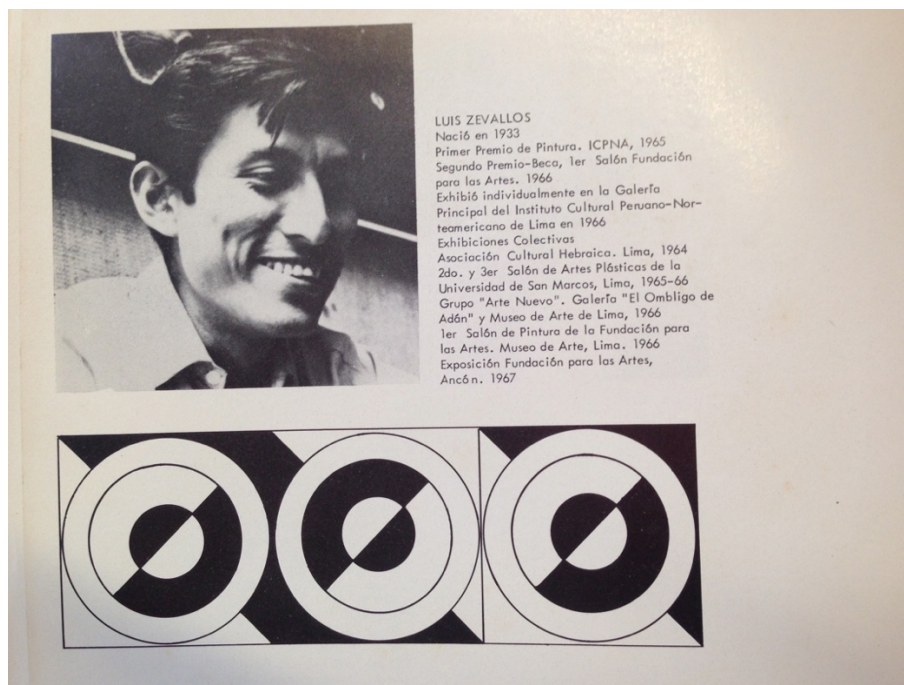 LUIS ZEVALLOS
Nació en 1933
Primer Premio de Pintura. ICPNA, 1965
Segundo Premio-Beca, 1er Salón Fundación
para las Artes. 1966
Exhibió individualmente en la Galería
Principal del Instituto Cultural Peruano-Nor-
teamericano de Lima en 1966
Exhibiciones Colectivas
Asociación Cultural Hebraica. Lima, 1964
2do. y 3er Salón de Artes Plásticas de la
Universidad de San Marcos, Lima, 1965-66
Grupo "Arte Nuevo". Galería "El Ombligo de
Adán" y Museo de Arte de Lima, 1966
1er Salón de Pintura de la Fundación para
las Artes. Museo de Arte, Lima. 1966
Exposición Fundación para las Artes,
Ancón. 1967